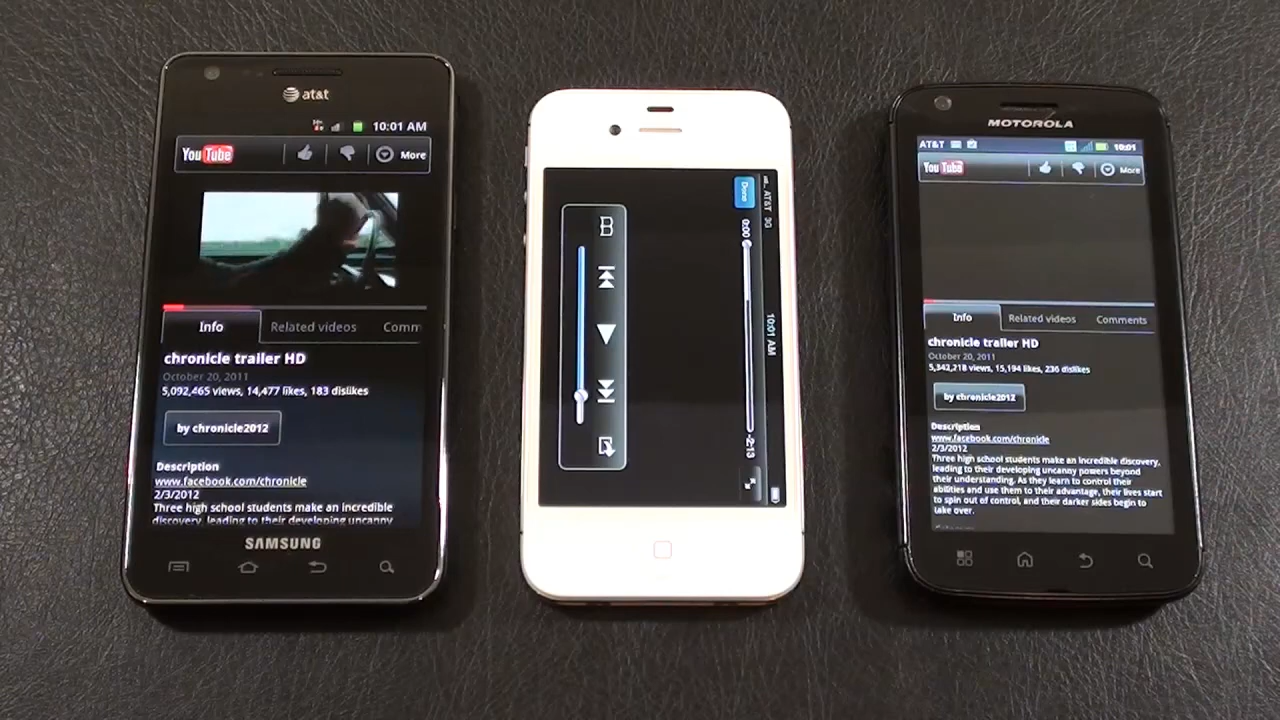 at&t
10:01 AM
YouTube
More
Info
Related videos
Comm
chronicle trailer HD
October 20, 2011
5,092,465 views, 14,477 likes, 183 dislikes
by chronicle2012
Description
www.facebook.com/chronicle
2/3/2012
Three high school students make an incredible
discovery, leading to their developing uncanny
SAMSUNG
AT&T 3G
10:01 AM
Done
0:00
-2:13
MOTOROLA
AT&T
10:01
YouTube
More
Info
Related videos
Comments
chronicle trailer HD
October 20, 2011
5,342,218 views, 15,194 likes, 236 dislikes
by chronicle2012
Description
www.facebook.com/chronicle
2/3/2012
Three high school students make an incredible discovery,
leading to their developing uncanny powers beyond
their understanding. As they learn to control their
abilities and use them to their advantage, their lives start
to spin out of control, and their darker sides begin to
take over.